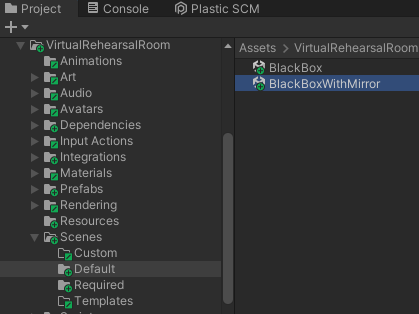 Project Console Plastic SCM
VirtualRehearsalRoom
Animations
Art
Audio
Avatars
Dependencies
Input Actions
Integrations
Materials
Prefabs
Rendering
Resources
Scenes
Custom
Default
Required
Templates
Assets > VirtualRehearsalRoom
BlackBox
BlackBoxWithMirror